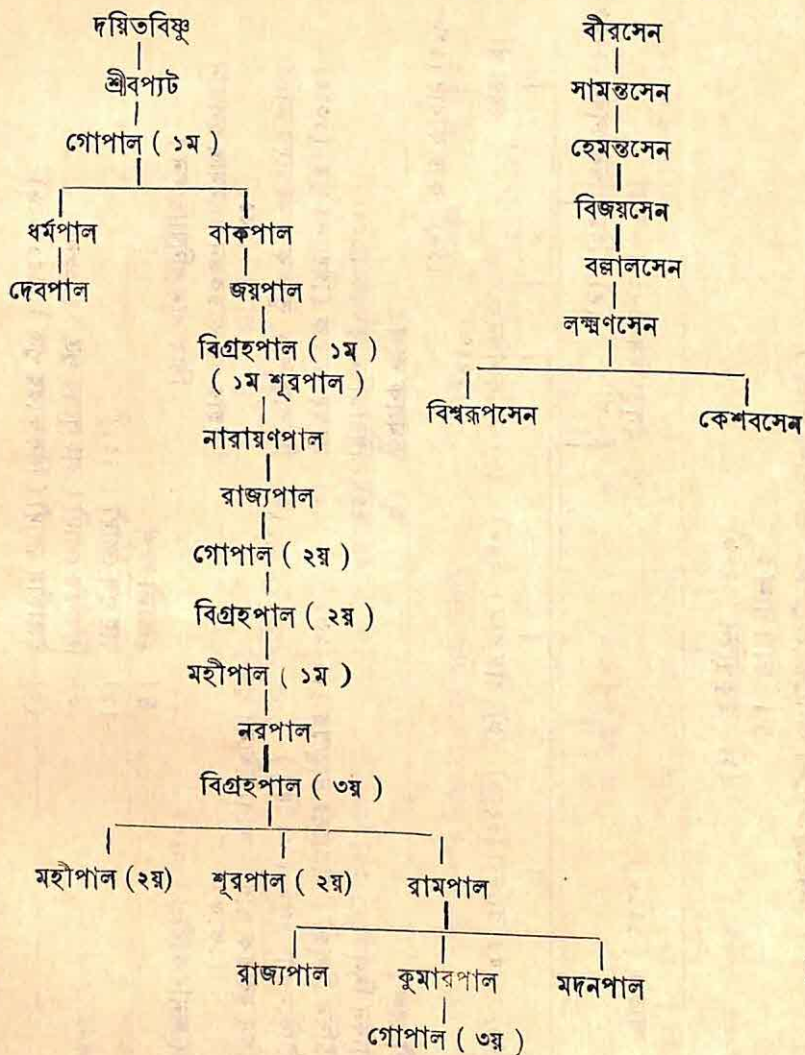 দয়িতবিষ্ণু
শ্রীবপ্যট
গোপাল ( ১ম )
ধর্মপাল বাকপাল
দেবপাল জয়পাল
বিগ্রহপাল ( ১ম )
( ১ম শূরপাল )
নারায়ণপাল
রাজ্যপাল
গোপাল ( ২য় )
বিগ্রহপাল ( ২য় )
মহীপাল ( ১ম )
নরপাল
বিগ্রহপাল ( ৩য় )
মহীপাল (২য়) শূরপাল ( ২য়) রামপাল
রাজ্যপাল কুমারপাল মদনপাল
গোপাল ( ৩য় )
বীরসেন
সামন্তসেন
হেমন্তসেন
বিজয়সেন
বল্লালসেন
লক্ষ্মণসেন
বিশ্বরূপসেন কেশবসেন